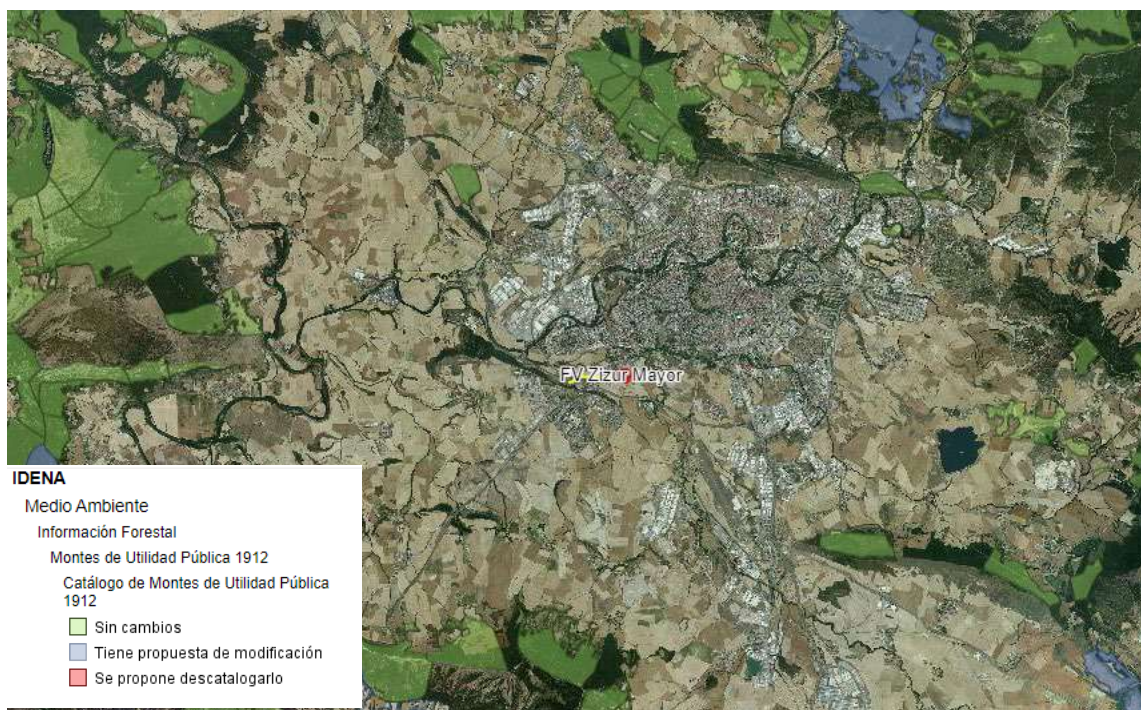 FV Zizur Mayor
IDENA
Medio Ambiente
Información Forestal
Montes de Utilidad Pública 1912
Catálogo de Montes de Utilidad Pública
1912
Sin cambios
Tiene propuesta de modificación
Se propone descatalogarlo